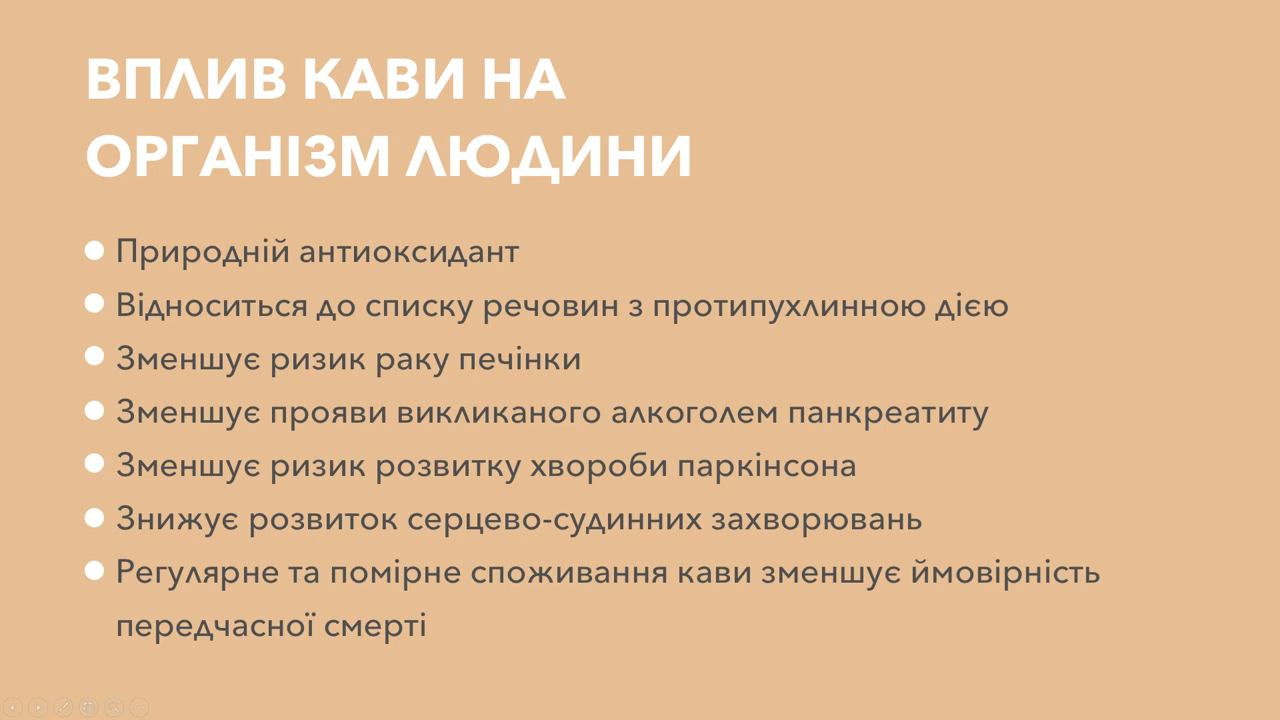 ВПЛИВ КАВИ НА
ОРГАНІЗМ ЛЮДИНИ
Природній антиоксидант
Відноситься до списку речовин з протипухлинною дією
Зменшує ризик раку печінки
Зменшує прояви викликаного алкоголем панкреатиту
Зменшує ризик розвитку хвороби паркінсона
Знижує розвиток серцево-судинних захворювань
Регулярне та помірне споживання кави зменшує ймовірність
передчасної смерті